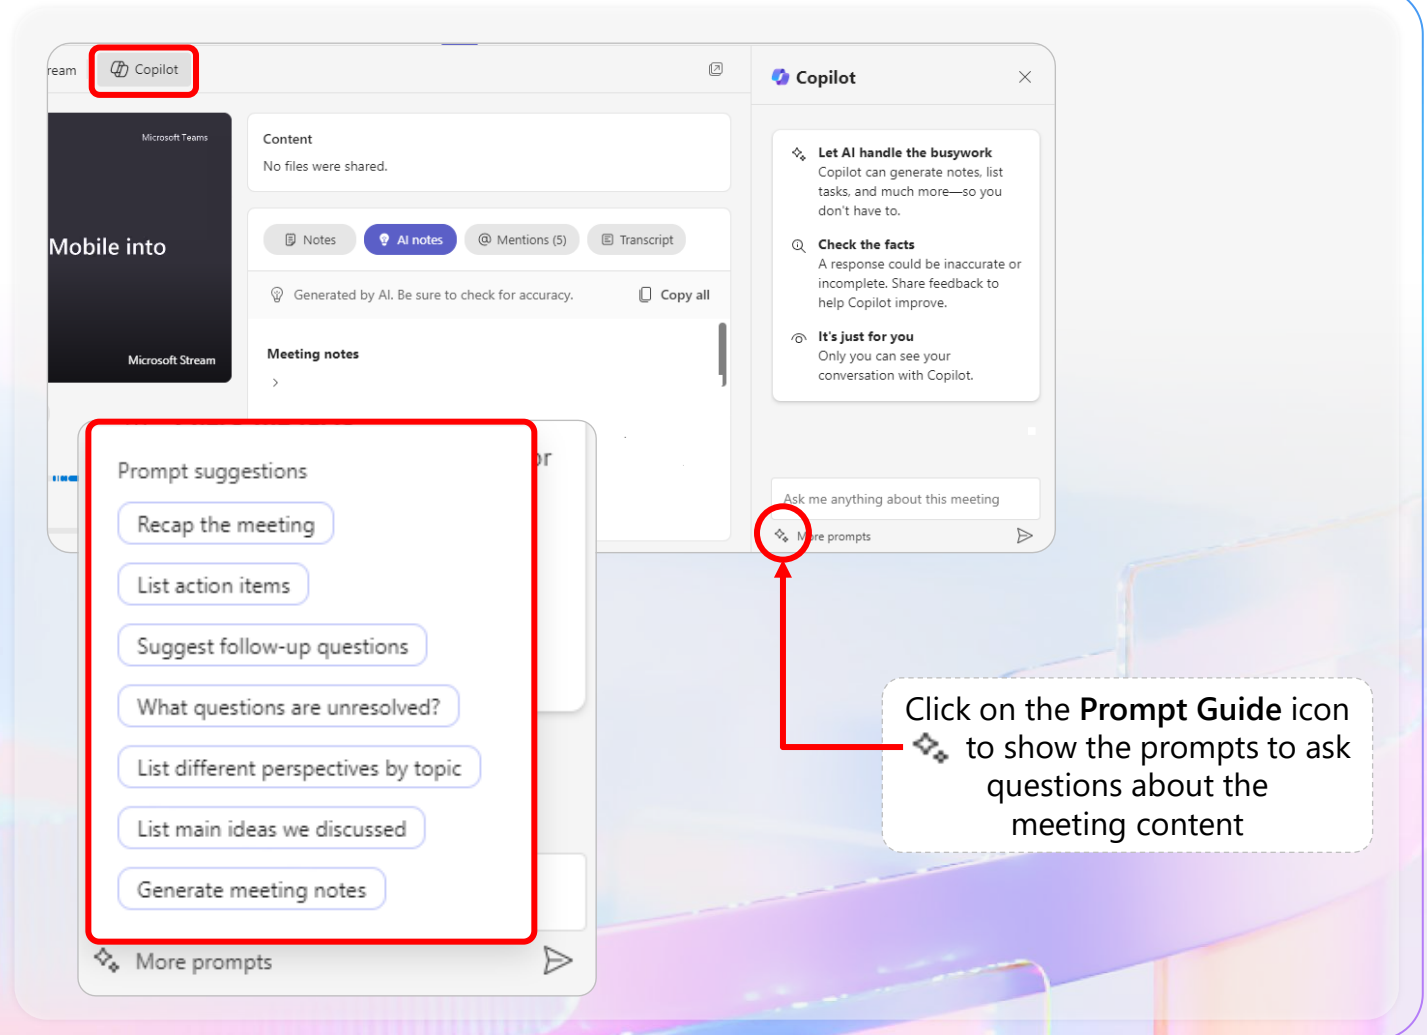 ream
Copilot
Copilot
Microsoft Teams
Mobile into
Microsoft Stream
Content
No files were shared.
Notes
AI notes
@ Mentions (5)
Transcript
Generated by AI. Be sure to check for accuracy.
Copy all
Meeting notes
Let AI handle the busywork
Copilot can generate notes, list
tasks, and much more—so you
don't have to.
Check the facts
A response could be inaccurate or
incomplete. Share feedback to
help Copilot improve.
It's just for you
Only you can see your
conversation with Copilot.
Ask me anything about this meeting
More prompts
or
Prompt suggestions
Recap the meeting
List action items
Suggest follow-up questions
What questions are unresolved?
List different perspectives by topic
List main ideas we discussed
Generate meeting notes
More prompts
Click on the Prompt Guide icon
to show the prompts to ask
questions about the
meeting content